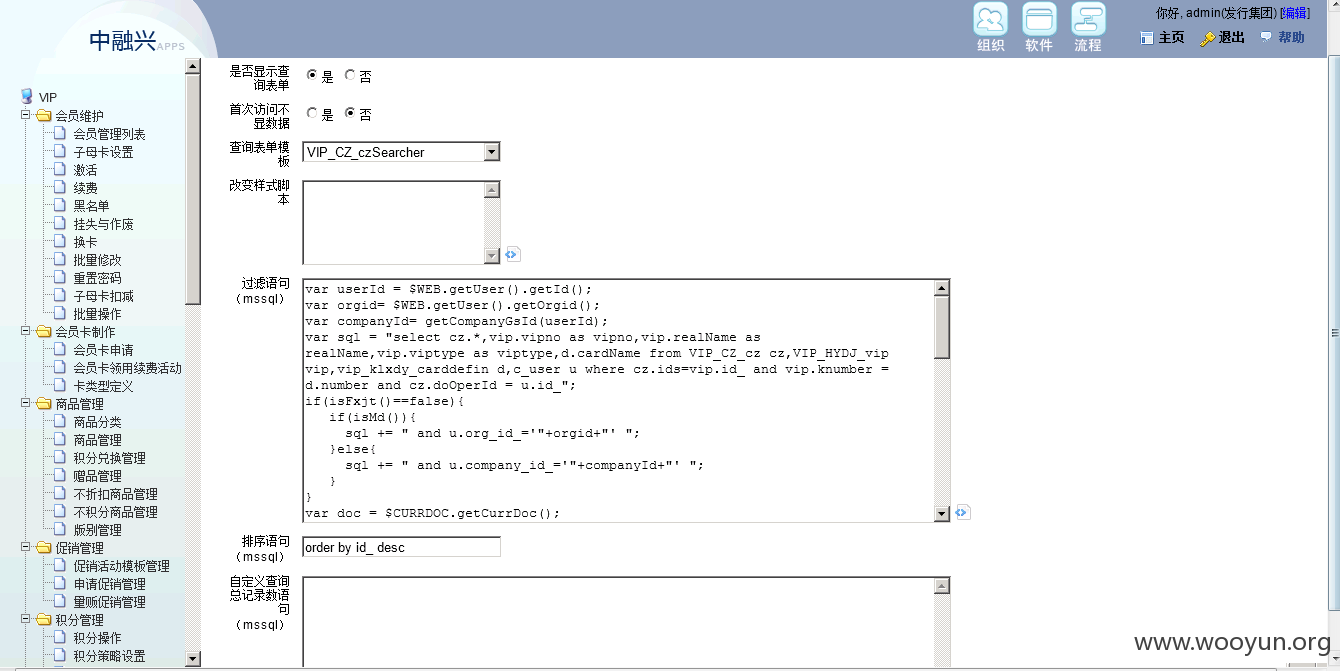 中融兴APPS
组织
软件
流程
你好, admin(发行集团) [编辑]
主页
退出
帮助
VIP
会员维护
会员管理列表
子母卡设置
激活
续费
黑名单
挂失与作废
换卡
批量修改
重置密码
子母卡扣减
批量操作
会员卡制作
会员卡申请
会员卡领用续费活动
卡类型定义
商品管理
商品分类
商品管理
积分兑换管理
赠品管理
不折扣商品管理
不积分商品管理
版别管理
促销管理
促销活动模板管理
申请促销管理
量贩促销管理
积分管理
积分操作
积分策略设置
是否显示查
询表单
是
否
首次访问不
显数据
是
否
查询表单模
板
VIP_CZ_czSearcher
改变样式脚
本
过滤语句
（mssql）
var userId = $WEB.getUser().getId();
var orgid= $WEB.getUser().getOrgid();
var companyId= getCompanyGsId(userId);
var sql = "select cz.*,vip.vipno as vipno,vip.realName as
realName,vip.viptype as viptype,d.cardName from VIP_CZ_cz cz,VIP_HYDJ_vip
vip,vip_klxdy_carddefin d,c_user u where cz.ids=vip.id_ and vip.knumber =
d.number and cz.doOperId = u.id_";
if(isFxjt()==false){
if(isMd()){
sql += " and u.org_id_='"+orgid+"' ";
}else{
sql += " and u.company_id_='"+companyId+"' ";
}
}
var doc = $CURRDOC.getCurrDoc();
排序语句
（mssql）
order by id_ desc
自定义查询
总记录数语
句
（mssql）
www.wooyun.org